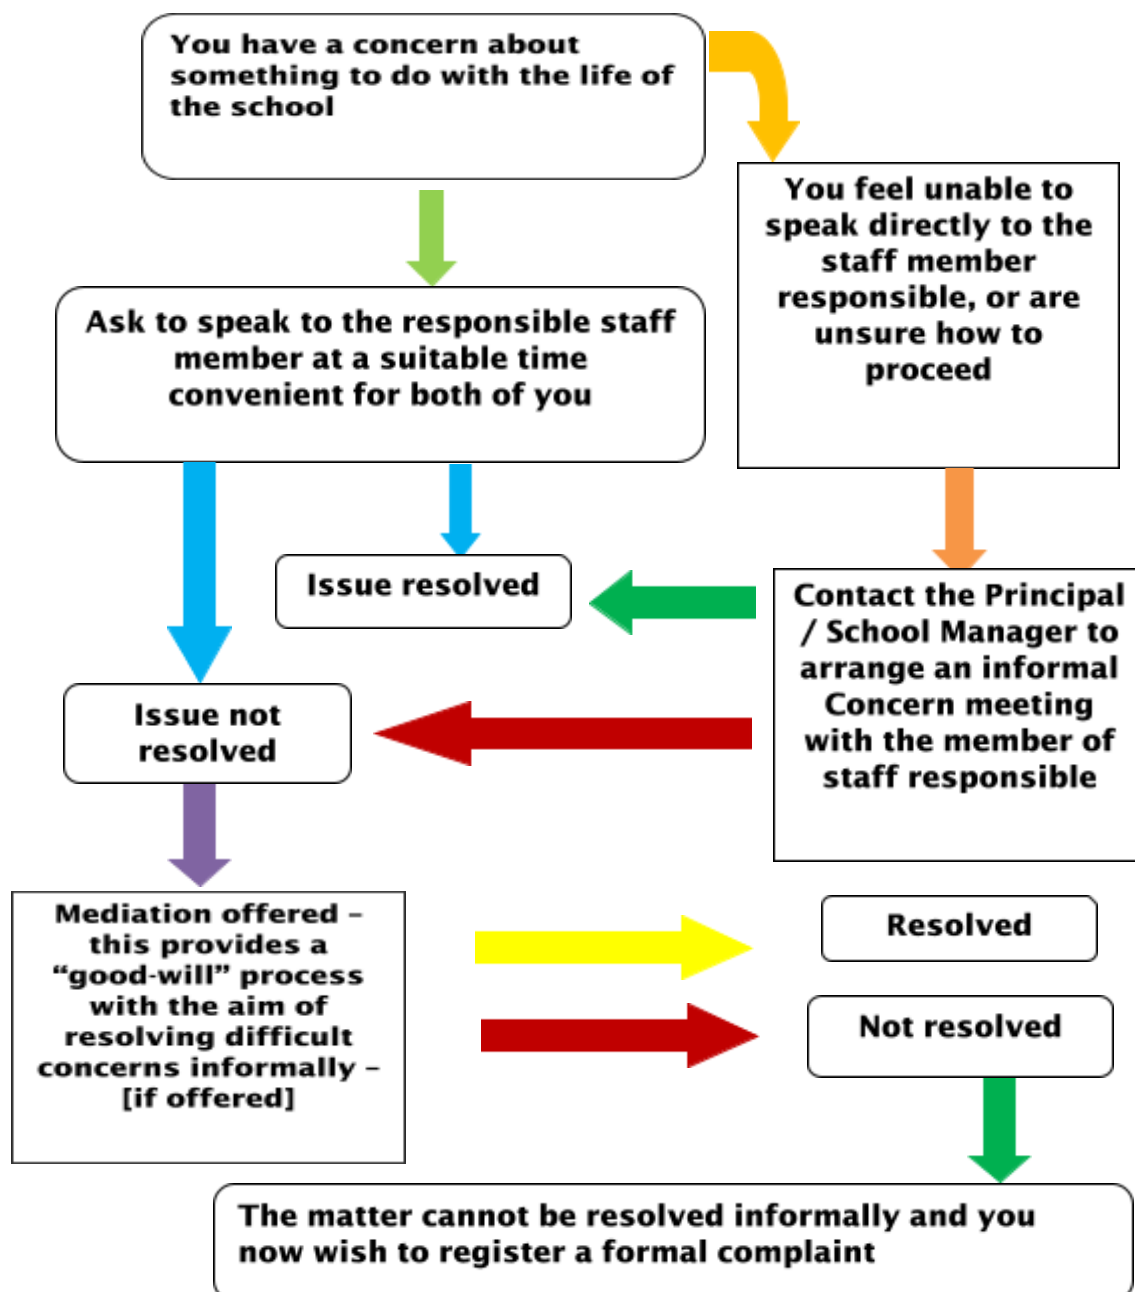 You have a concern about
something to do with the life of
the school
You feel unable to
speak directly to the
staff member
responsible, or are
unsure how to
proceed
Ask to speak to the responsible staff
member at a suitable time
convenient for both of you
Issue resolved
Contact the Principal
/ School Manager to
arrange an informal
Concern meeting
with the member of
staff responsible
Issue not
resolved
Mediation offered –
this provides a
“good-will” process
with the aim of
resolving difficult
concerns informally –
[if offered]
Resolved
Not resolved
The matter cannot be resolved informally and you
now wish to register a formal complaint